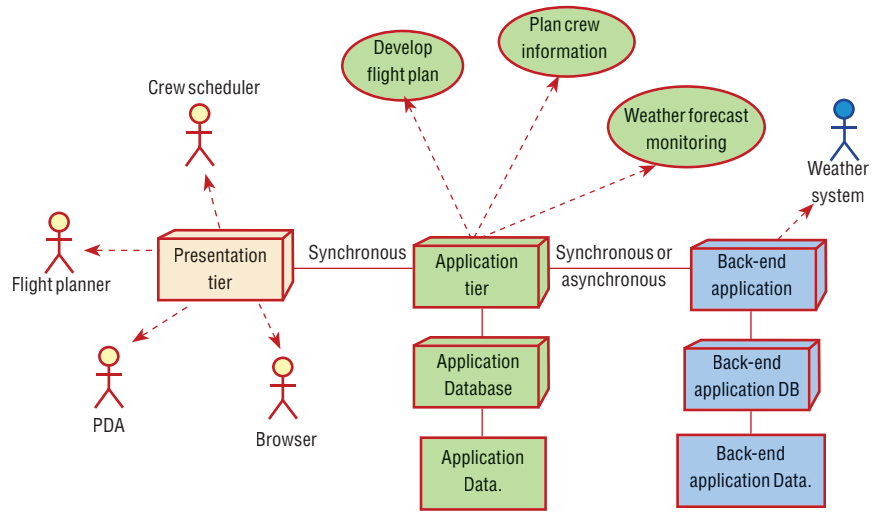 Plan crew
information
Develop
flight plan
Crew scheduler
Weather forecast
monitoring
Weather
system
Flight planner
Presentation
tier
Synchronous
Application
tier
Synchronous or
asynchronous
Back-end
application
PDA
Browser
Application
Database
Back-end
application DB
Application
Data.
Back-end
application Data.